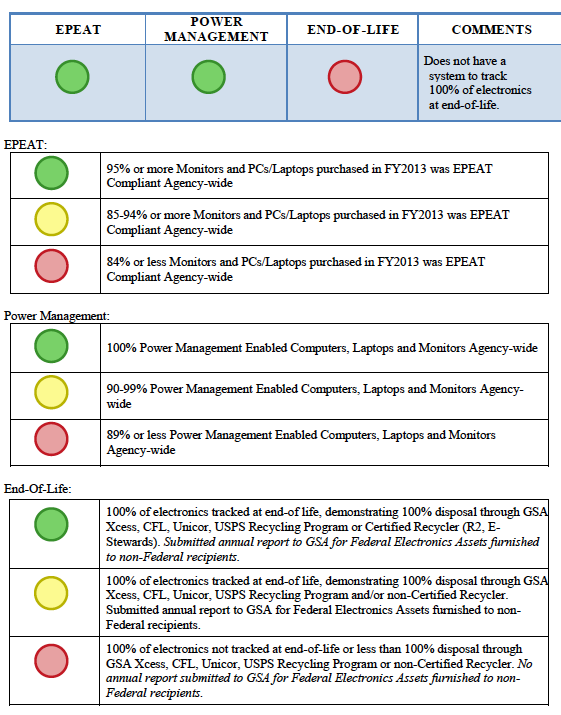 EPEAT
POWER
MANAGEMENT
END-OF-LIFE
COMMENTS
Does not have a
system to track
100% of electronics
at end-of-life.
EPEAT:
95% or more Monitors and PCs/Laptops purchased in FY2013 was EPEAT
Compliant Agency-wide
85-94% or more Monitors and PCs/Laptops purchased in FY2013 was EPEAT
Compliant Agency-wide
84% or less Monitors and PCs/Laptops purchased in FY2013 was EPEAT
Compliant Agency-wide
Power Management:
100% Power Management Enabled Computers, Laptops and Monitors Agency-wide
90-99% Power Management Enabled Computers, Laptops and Monitors Agency-
wide
89% or less Power Management Enabled Computers, Laptops and Monitors
Agency-wide
End-Of-Life:
100% of electronics tracked at end-of life, demonstrating 100% disposal through GSA
Xcess, CFL, Unicor, USPS Recycling Program or Certified Recycler (R2, E-
Stewards). Submitted annual report to GSA for Federal Electronics Assets furnished
to non-Federal recipients.
100% of electronics tracked at end-of life, demonstrating 100% disposal through GSA
Xcess, CFL, Unicor, USPS Recycling Program and/or non-Certified Recycler.
Submitted annual report to GSA for Federal Electronics Assets furnished to non-
Federal recipients.
100% of electronics not tracked at end-of-life or less than 100% disposal through
GSA Xcess, CFL, Unicor, USPS Recycling Program or non-Certified Recycler. No
annual report submitted to GSA for Federal Electronics Assets furnished to non-
Federal recipients.